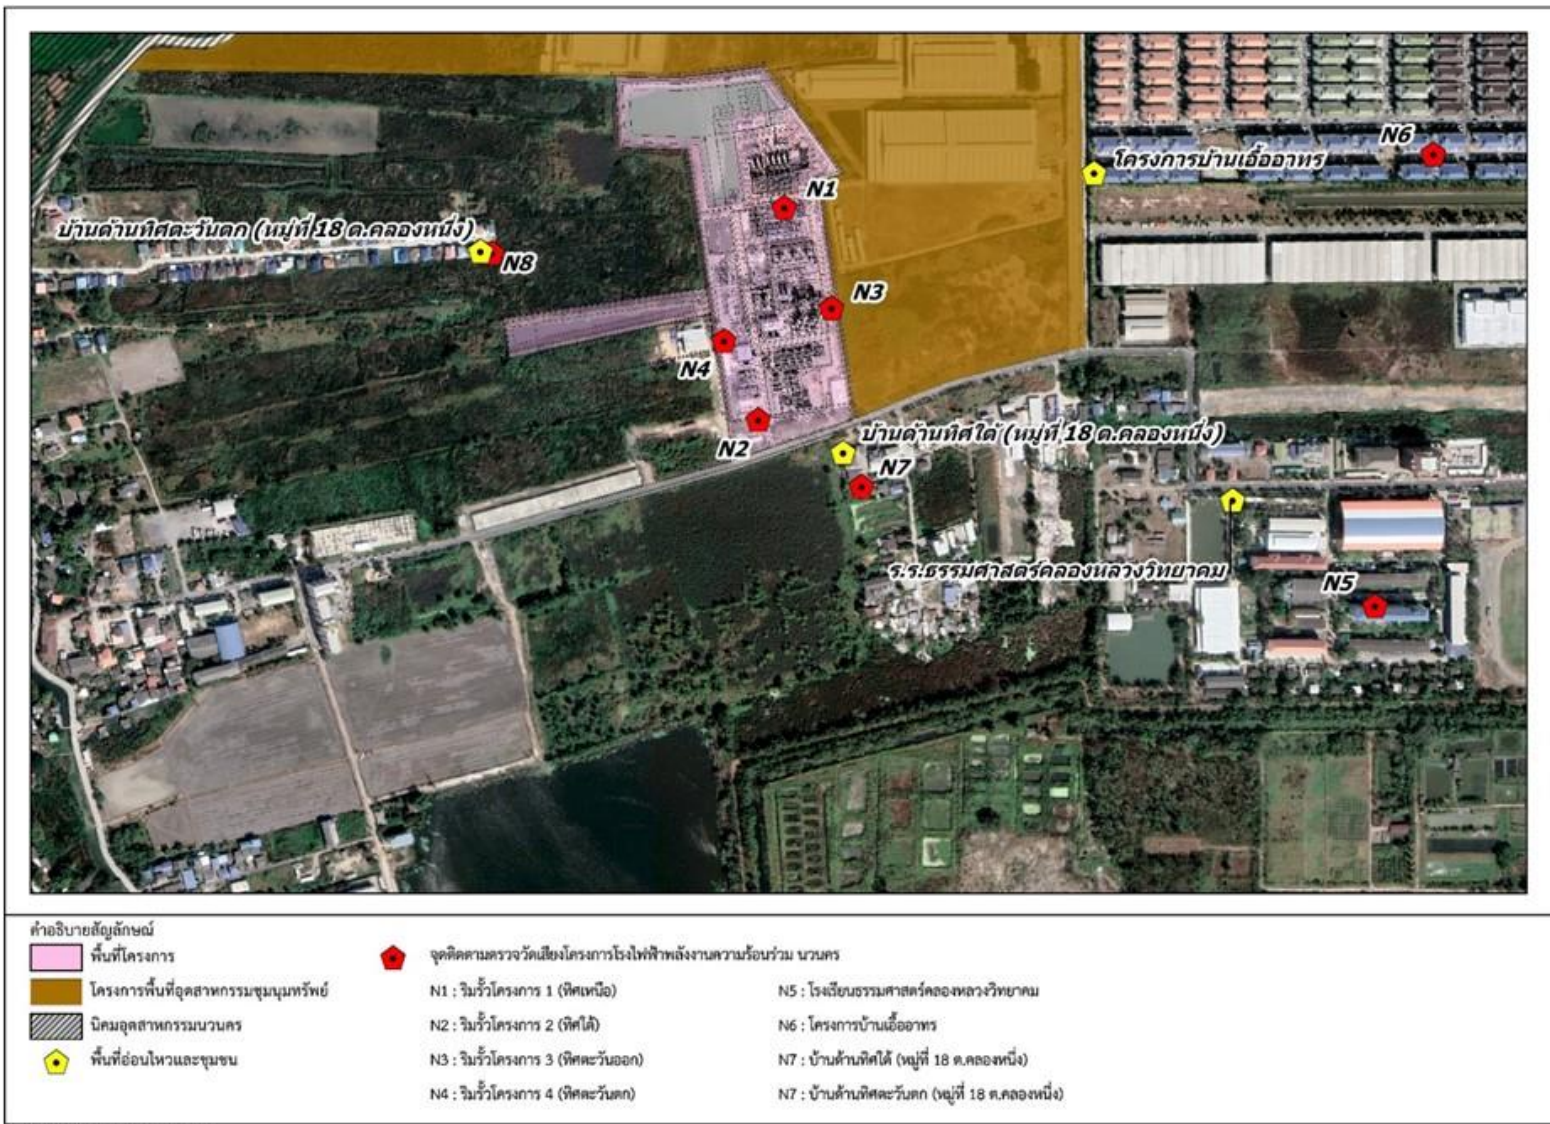 N6
โครงการบ้านเอื้ออาทร
N1
บ้านด้านทิศตะวันตก (หมู่ที่ 18 ต.คลองหนึ่ง)
N8
N3
N4
N2
บ้านด้านทิศใต้ (หมู่ที่ 18 ต.คลองหนึ่ง)
N7
ร.ร.ธรรมศาสตร์คลองหลวงวิทยาคม
N5
คำอธิบายสัญลักษณ์
พื้นที่โครงการ
โครงการพื้นที่อุตสาหกรรมชุมนุมทรัพย์
นิคมอุตสาหกรรมนวนคร
พื้นที่อ่อนไหวและชุมชน
จุดติดตามตรวจวัดเสียงโครงการโรงไฟฟ้าพลังงานความร้อนร่วม นวนคร
N1 : ริมรั้วโครงการ 1 (ทิศเหนือ)
N2 : ริมรั้วโครงการ 2 (ทิศใต้)
N3 : ริมรั้วโครงการ 3 (ทิศตะวันออก)
N4 : ริมรั้วโครงการ 4 (ทิศตะวันตก)
N5 : โรงเรียนธรรมศาสตร์คลองหลวงวิทยาคม
N6 : โครงการบ้านเอื้ออาทร
N7 : บ้านด้านทิศใต้ (หมู่ที่ 18 ต.คลองหนึ่ง)
N7 : บ้านด้านทิศตะวันตก (หมู่ที่ 18 ต.คลองหนึ่ง)